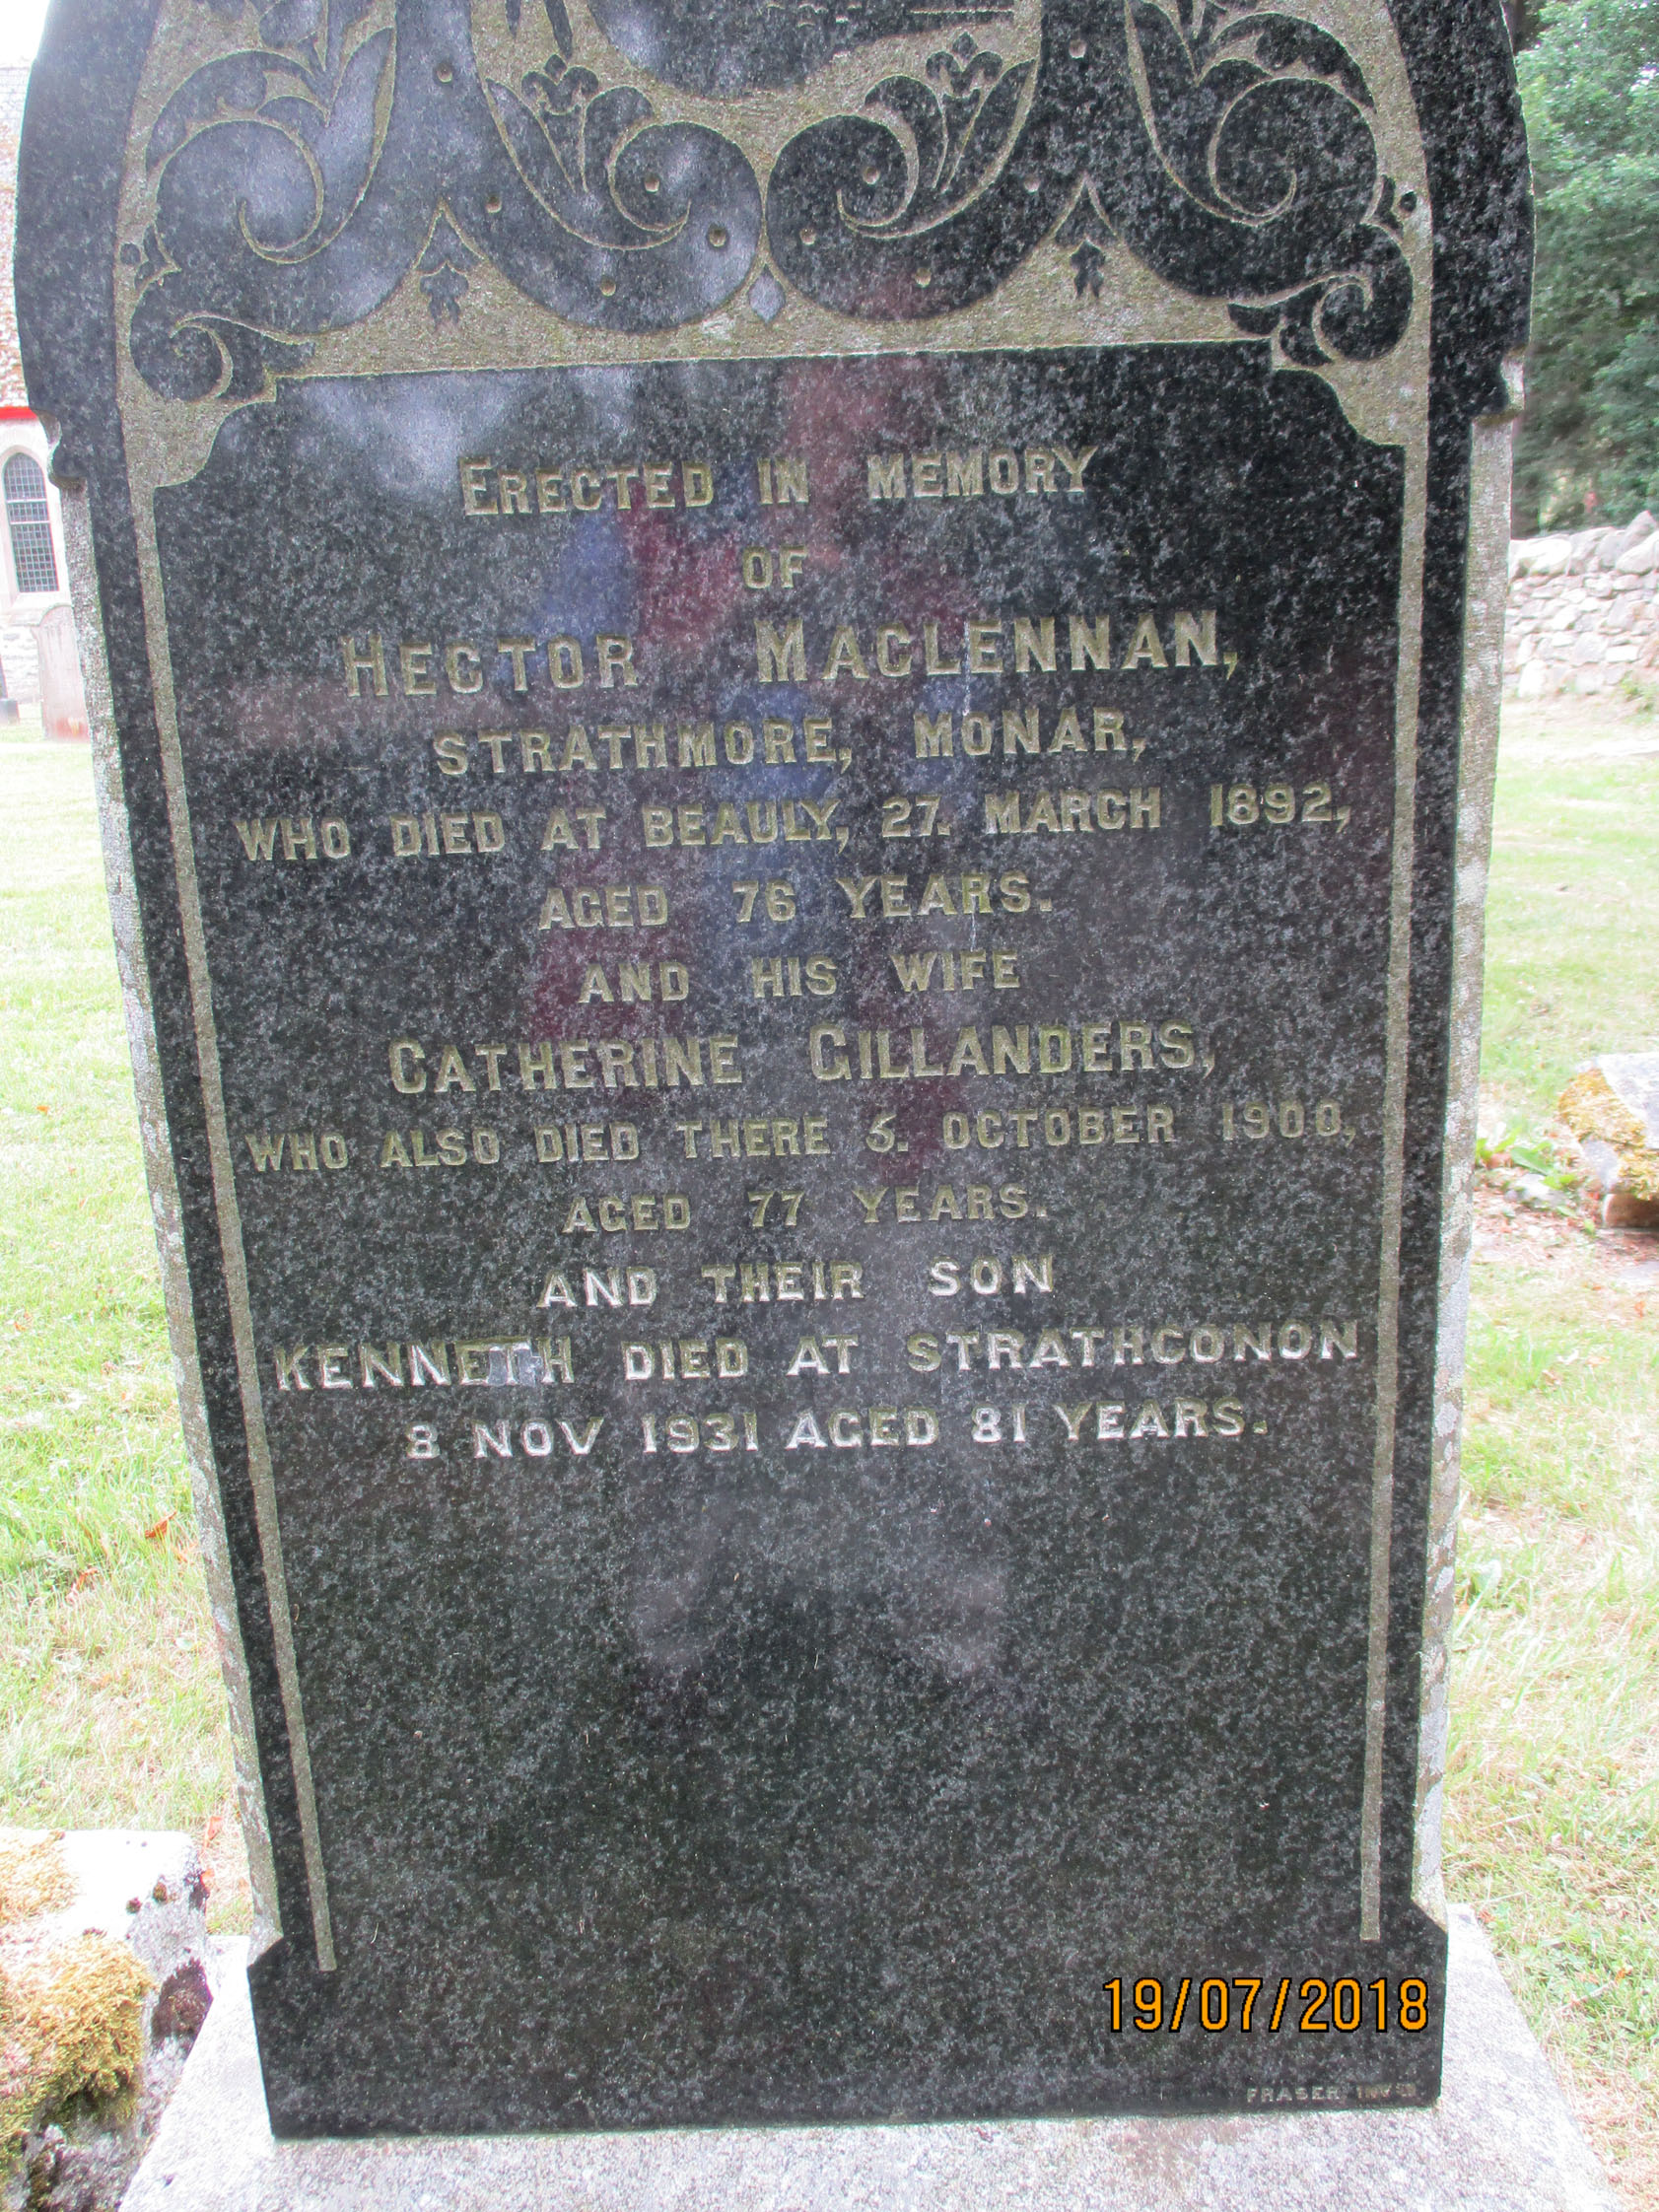 ERECTED IN MEMORY
OF
HECTOR MACLENNAN,
STRATHMORE, MONAR,
WHO DIED AT BEAULY, 27. MARCH 1892,
AGED 76 YEARS.
AND HIS WIFE
CATHERINE GILLANDERS,
WHO ALSO DIED THERE 5. OCTOBER 1900,
AGED 77 YEARS.
AND THEIR SON
KENNETH DIED AT STRATHCONON
8 NOV 1931 AGED 81 YEARS.
19/07/2018
FRASER INVSS